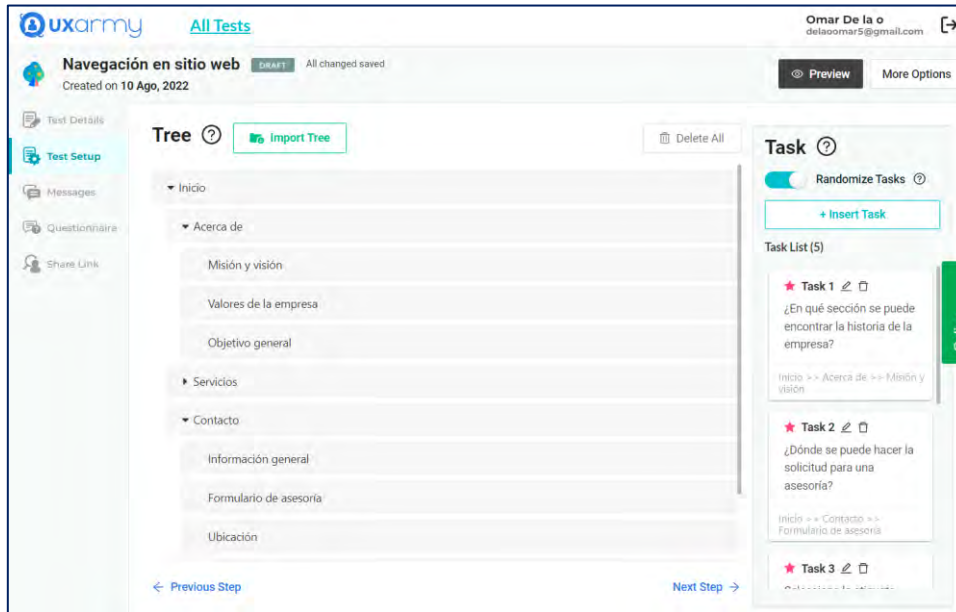 uxarmy
All Tests
Omar De la o
delaoomar5@gmail.com
Navegación en sitio web DRAFT All changed saved
Created on 10 Ago, 2022
Preview
More Options
Test Details
Test Setup
Messages
Questionnaire
Share Link
Tree
Import Tree
Delete All
Inicio
Acerca de
Misión y visión
Valores de la empresa
Objetivo general
Servicios
Contacto
Información general
Formulario de asesoría
Ubicación
Previous Step
Next Step
Task
Randomize Tasks
+ Insert Task
Task List (5)
Task 1
¿En qué sección se puede
encontrar la historia de la
empresa?
Inicio >> Acerca de >> Misión y
visión
Task 2
¿Dónde se puede hacer la
solicitud para una
asesoría?
Inicio >> Contacto >>
Formulario de asesoría
Task 3